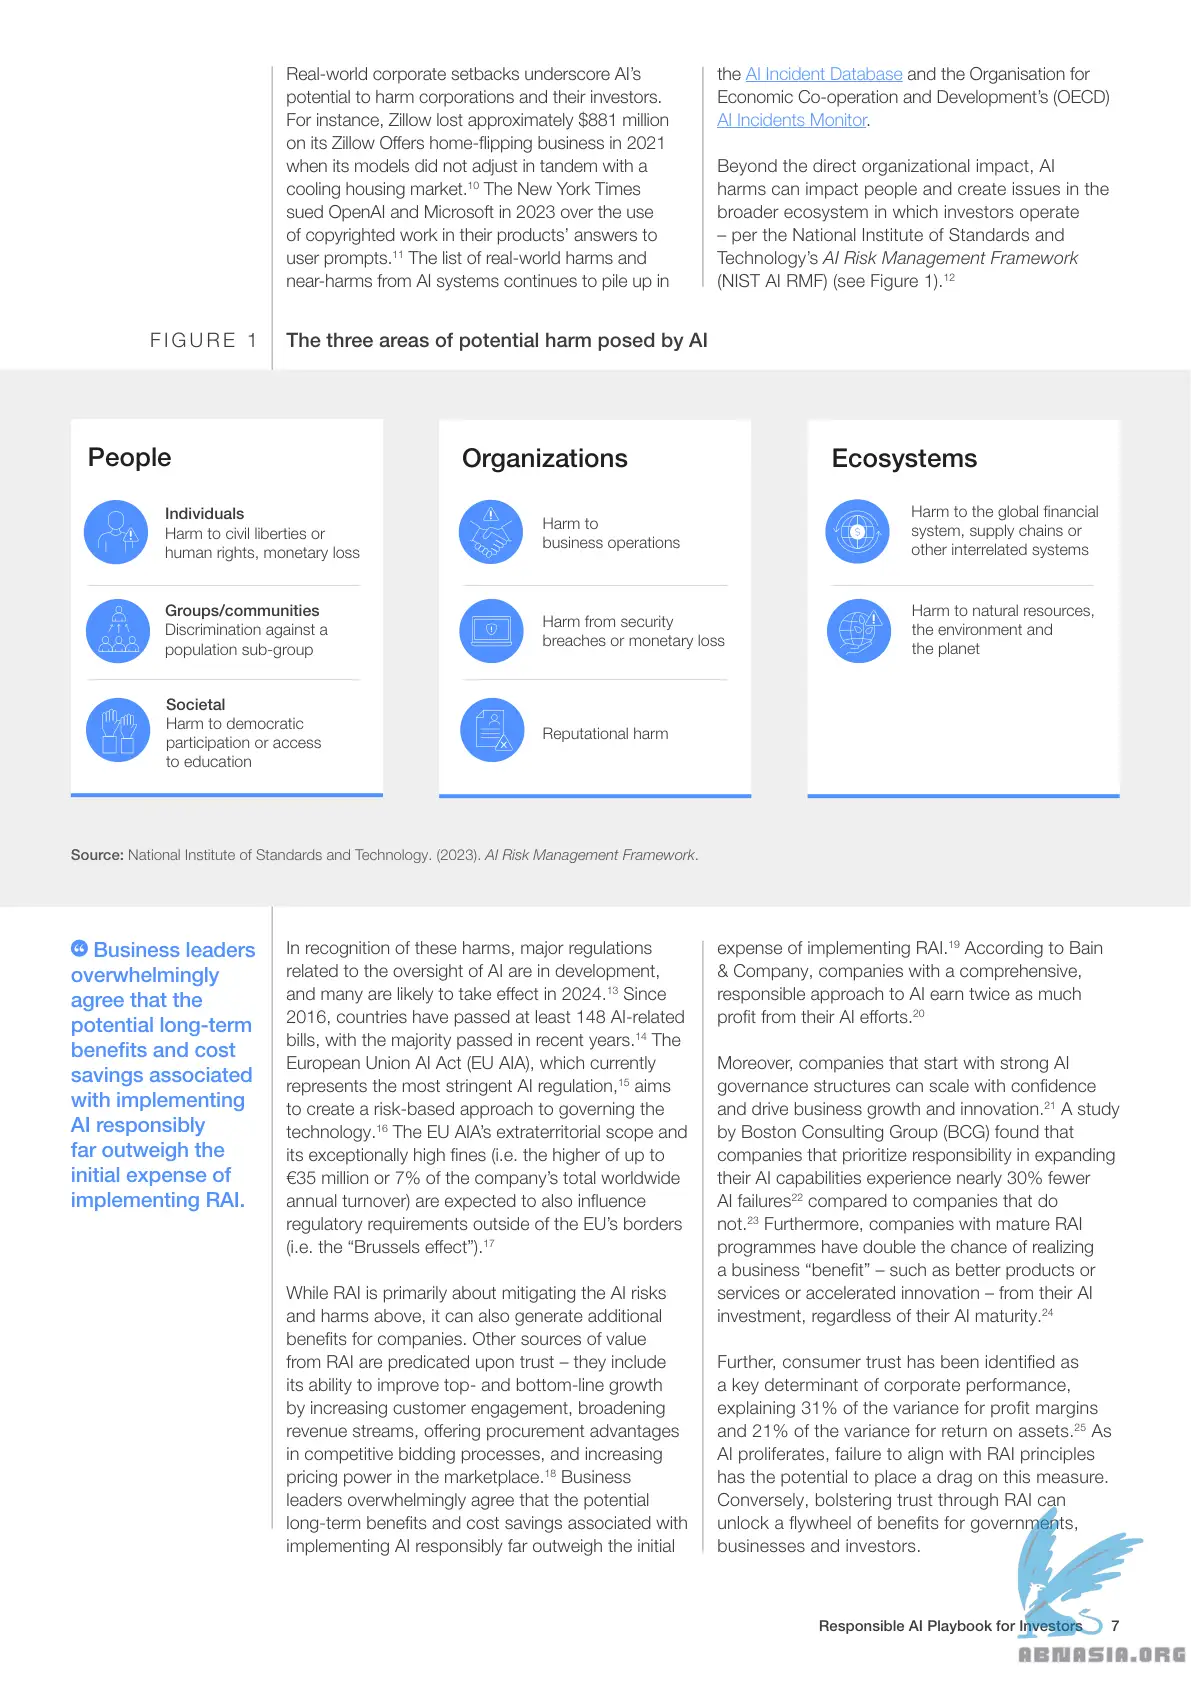 Real-world corporate setbacks underscore AI’s
potential to harm corporations and their investors.
For instance, Zillow lost approximately $881 million
on its Zillow Offers home-flipping business in 2021
when its models did not adjust in tandem with a
cooling housing market.10 The New York Times
sued OpenAI and Microsoft in 2023 over the use
of copyrighted work in their products’ answers to
user prompts.11 The list of real-world harms and
near-harms from AI systems continues to pile up in
the AI Incident Database and the Organisation for
Economic Co-operation and Development’s (OECD)
AI Incidents Monitor.
Beyond the direct organizational impact, AI
harms can impact people and create issues in the
broader ecosystem in which investors operate
– per the National Institute of Standards and
Technology’s AI Risk Management Framework
(NIST AI RMF) (see Figure 1).12
FIGURE 1
The three areas of potential harm posed by AI
People
Individuals
Harm to civil liberties or
human rights, monetary loss
Groups/communities
Discrimination against a
population sub-group
Societal
Harm to democratic
participation or access
to education
Organizations
Harm to
business operations
Harm from security
breaches or monetary loss
Reputational harm
Ecosystems
$
Harm to the global financial
system, supply chains or
other interrelated systems
Harm to natural resources,
the environment and
the planet
Source: National Institute of Standards and Technology. (2023). AI Risk Management Framework.
“ Business leaders
overwhelmingly
agree that the
potential long-term
benefits and cost
savings associated
with implementing
AI responsibly
far outweigh the
initial expense of
implementing RAI.
In recognition of these harms, major regulations
related to the oversight of AI are in development,
and many are likely to take effect in 2024.13 Since
2016, countries have passed at least 148 AI-related
bills, with the majority passed in recent years.14 The
European Union AI Act (EU AIA), which currently
represents the most stringent AI regulation,15 aims
to create a risk-based approach to governing the
technology.16 The EU AIA’s extraterritorial scope and
its exceptionally high fines (i.e. the higher of up to
€35 million or 7% of the company’s total worldwide
annual turnover) are expected to also influence
regulatory requirements outside of the EU’s borders
(i.e. the “Brussels effect”).17
While RAI is primarily about mitigating the AI risks
and harms above, it can also generate additional
benefits for companies. Other sources of value
from RAI are predicated upon trust – they include
its ability to improve top- and bottom-line growth
by increasing customer engagement, broadening
revenue streams, offering procurement advantages
in competitive bidding processes, and increasing
pricing power in the marketplace.18 Business
leaders overwhelmingly agree that the potential
long-term benefits and cost savings associated with
implementing AI responsibly far outweigh the initial
expense of implementing RAI.19 According to Bain
& Company, companies with a comprehensive,
responsible approach to AI earn twice as much
profit from their AI efforts.20
Moreover, companies that start with strong AI
governance structures can scale with confidence
and drive business growth and innovation.21 A study
by Boston Consulting Group (BCG) found that
companies that prioritize responsibility in expanding
their AI capabilities experience nearly 30% fewer
AI failures22 compared to companies that do
not.23 Furthermore, companies with mature RAI
programmes have double the chance of realizing
a business “benefit” – such as better products or
services or accelerated innovation – from their AI
investment, regardless of their AI maturity.24
Further, consumer trust has been identified as
a key determinant of corporate performance,
explaining 31% of the variance for profit margins
and 21% of the variance for return on assets.25 As
AI proliferates, failure to align with RAI principles
has the potential to place a drag on this measure.
Conversely, bolstering trust through RAI can
unlock a flywheel of benefits for governments,
businesses and investors.
Responsible AI Playbook for Investors 7
ABNASIA.ORG